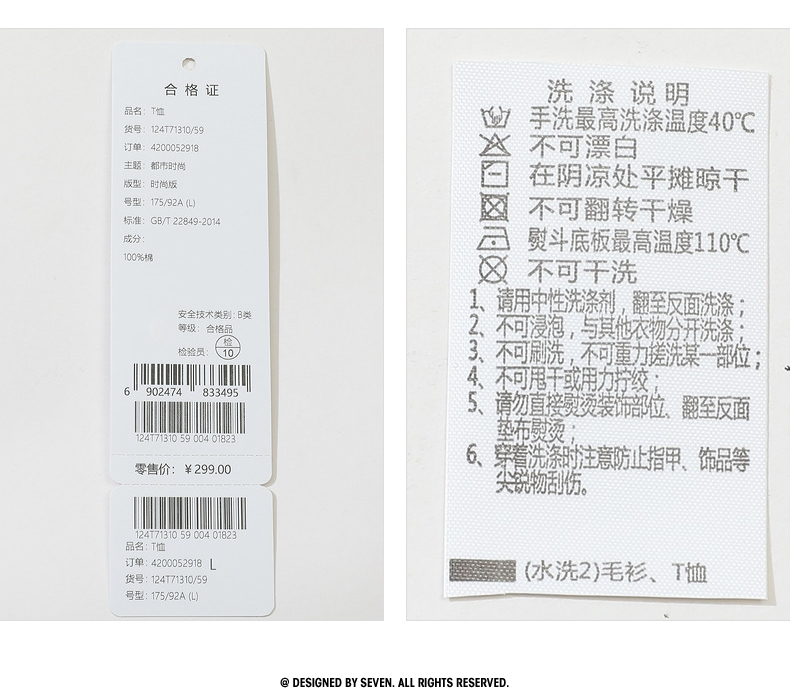 合格证
品名：T恤
货号：124T71310/59
订单：4200052918
主题：都市时尚
版型：时尚版
号型：175/92A (L)
标准：GB/T 22849-2014
成分：
100%棉
安全技术类别：B类
等级：合格品
检验员：检10
6 902474 833495
124T71310 59 004 01823
零售价：￥299.00
124T71310 59 004 01823
品名：T恤
订单：4200052918 L
货号：124T71310/59
号型：175/92A (L)
洗涤说明
手洗最高洗涤温度40℃
不可漂白
在阴凉处平摊晾干
不可翻转干燥
熨斗底板最高温度110℃
不可干洗
1、请用中性洗涤剂，翻至反面洗涤；
2、不可浸泡，与其他衣物分开洗涤；
3、不可刷洗，不可重力搓洗某一部位；
4、不可甩干或用力拧绞；
5、请勿直接熨烫装饰部位、翻至反面
垫布熨烫；
6、穿着洗涤时注意防止指甲、饰品等
尖锐物刮伤。
(水洗2)毛衫、T恤
@ DESIGNED BY SEVEN. ALL RIGHTS RESERVED.